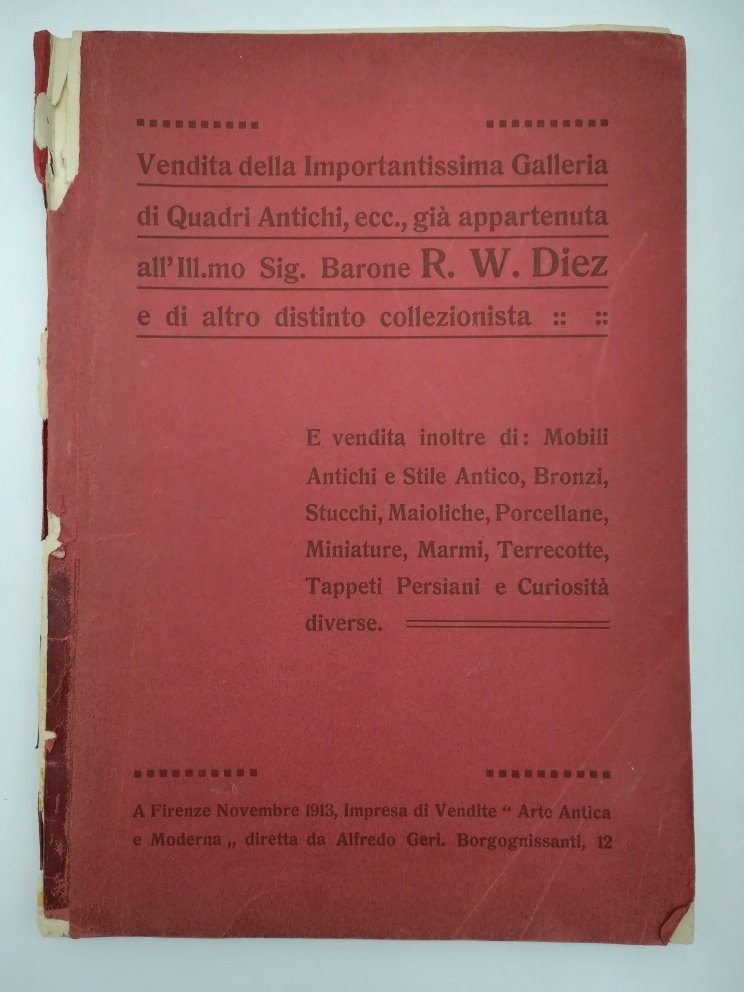 Vendita della Importantissima Galleria
di Quadri Antichi, ecc., già appartenuta
all'Ill.mo Sig. Barone R. W. Diez
e di altro distinto collezionista :: ::
E vendita inoltre di: Mobili
Antichi e Stile Antico, Bronzi,
Stucchi, Maioliche, Porcellane,
Miniature, Marmi, Terrecotte,
Tappeti Persiani e Curiosità
diverse.
A Firenze Novembre 1913, Impresa di Vendite “ Arte Antica
e Moderna „ diretta da Alfredo Geri. Borgognissanti, 12